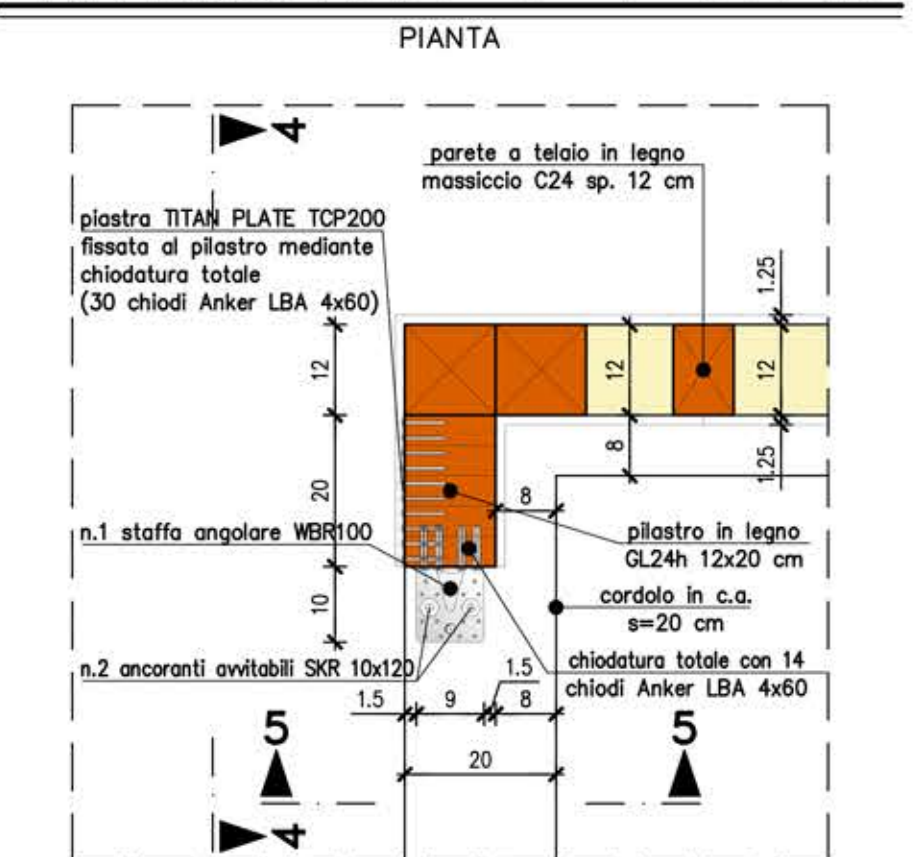 PIANTA
4
parete a telaio in legno
massiccio C24 sp. 12 cm
piastra TITAN PLATE TCP200
fissata al pilastro mediante
chiodatura totale
(30 chiodi Anker LBA 4x60)
1.25
12
12
12
8
1.25
20
8
n.1 staffa angolare WBR100
pilastro in legno
GL24h 12x20 cm
10
cordolo in c.a.
s=20 cm
n.2 ancoranti avvitabili SKR 10x120
chiodatura totale con 14
chiodi Anker LBA 4x60
1.5
1.5
9
8
5
5
20
4